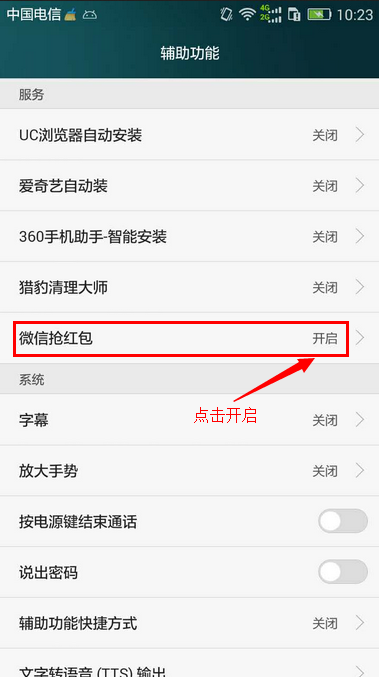 中国电信 4G 2G 10:23
辅助功能
服务
UC浏览器自动安装 关闭
爱奇艺自动装 关闭
360手机助手-智能安装 关闭
猎豹清理大师 关闭
微信抢红包 开启
系统
点击开启
字幕 关闭
放大手势 关闭
按电源键结束通话
说出密码
辅助功能快捷方式 关闭
文字转语音 (TTS) 输出